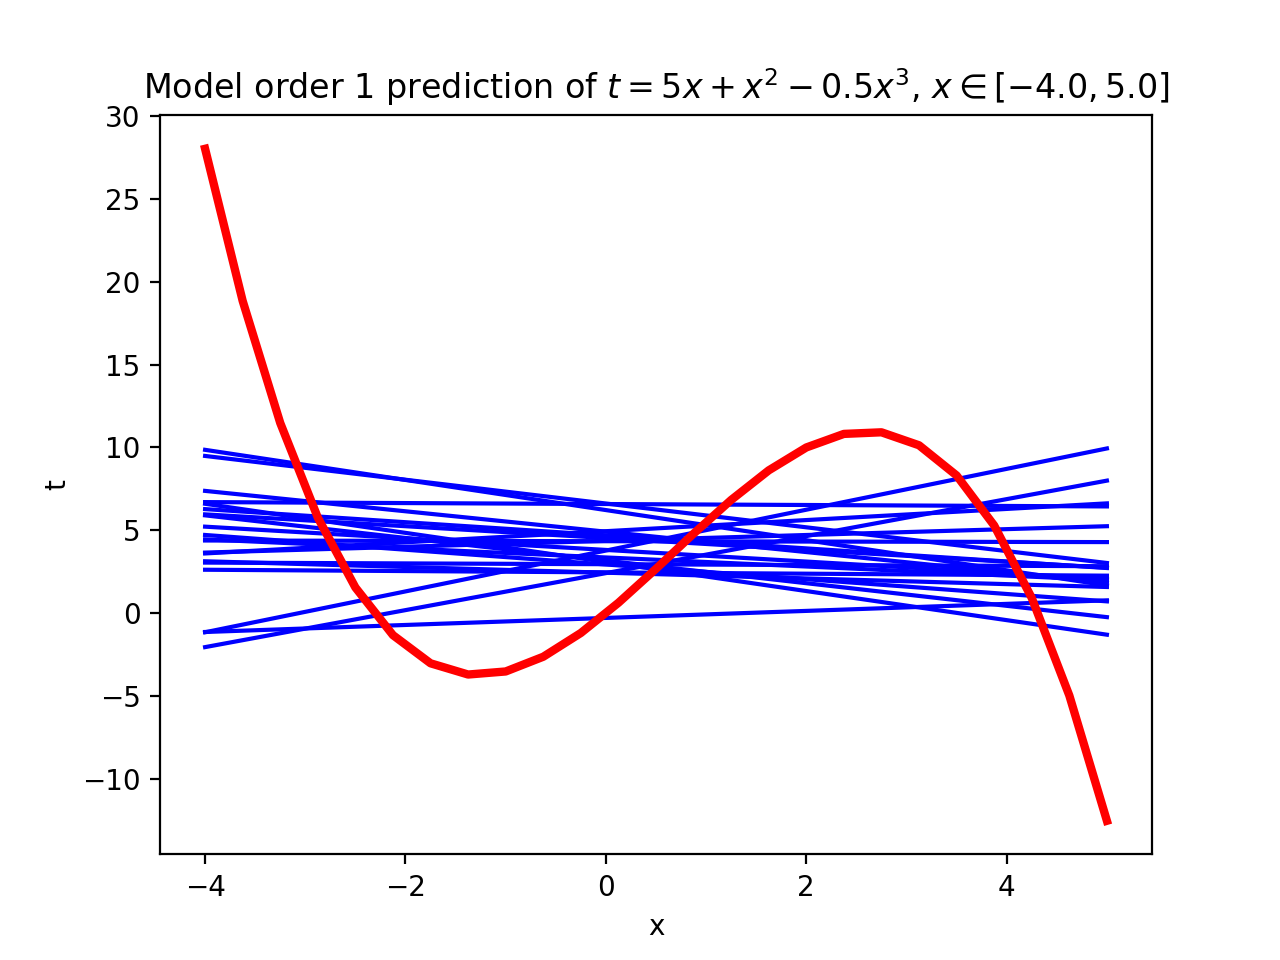 Model order 1 prediction of t = 5x + x² − 0.5x³, x ∈ [−4.0, 5.0]
30
25
20
15
10
5
0
−5
−10
t
−4 −2 0 2 4
x